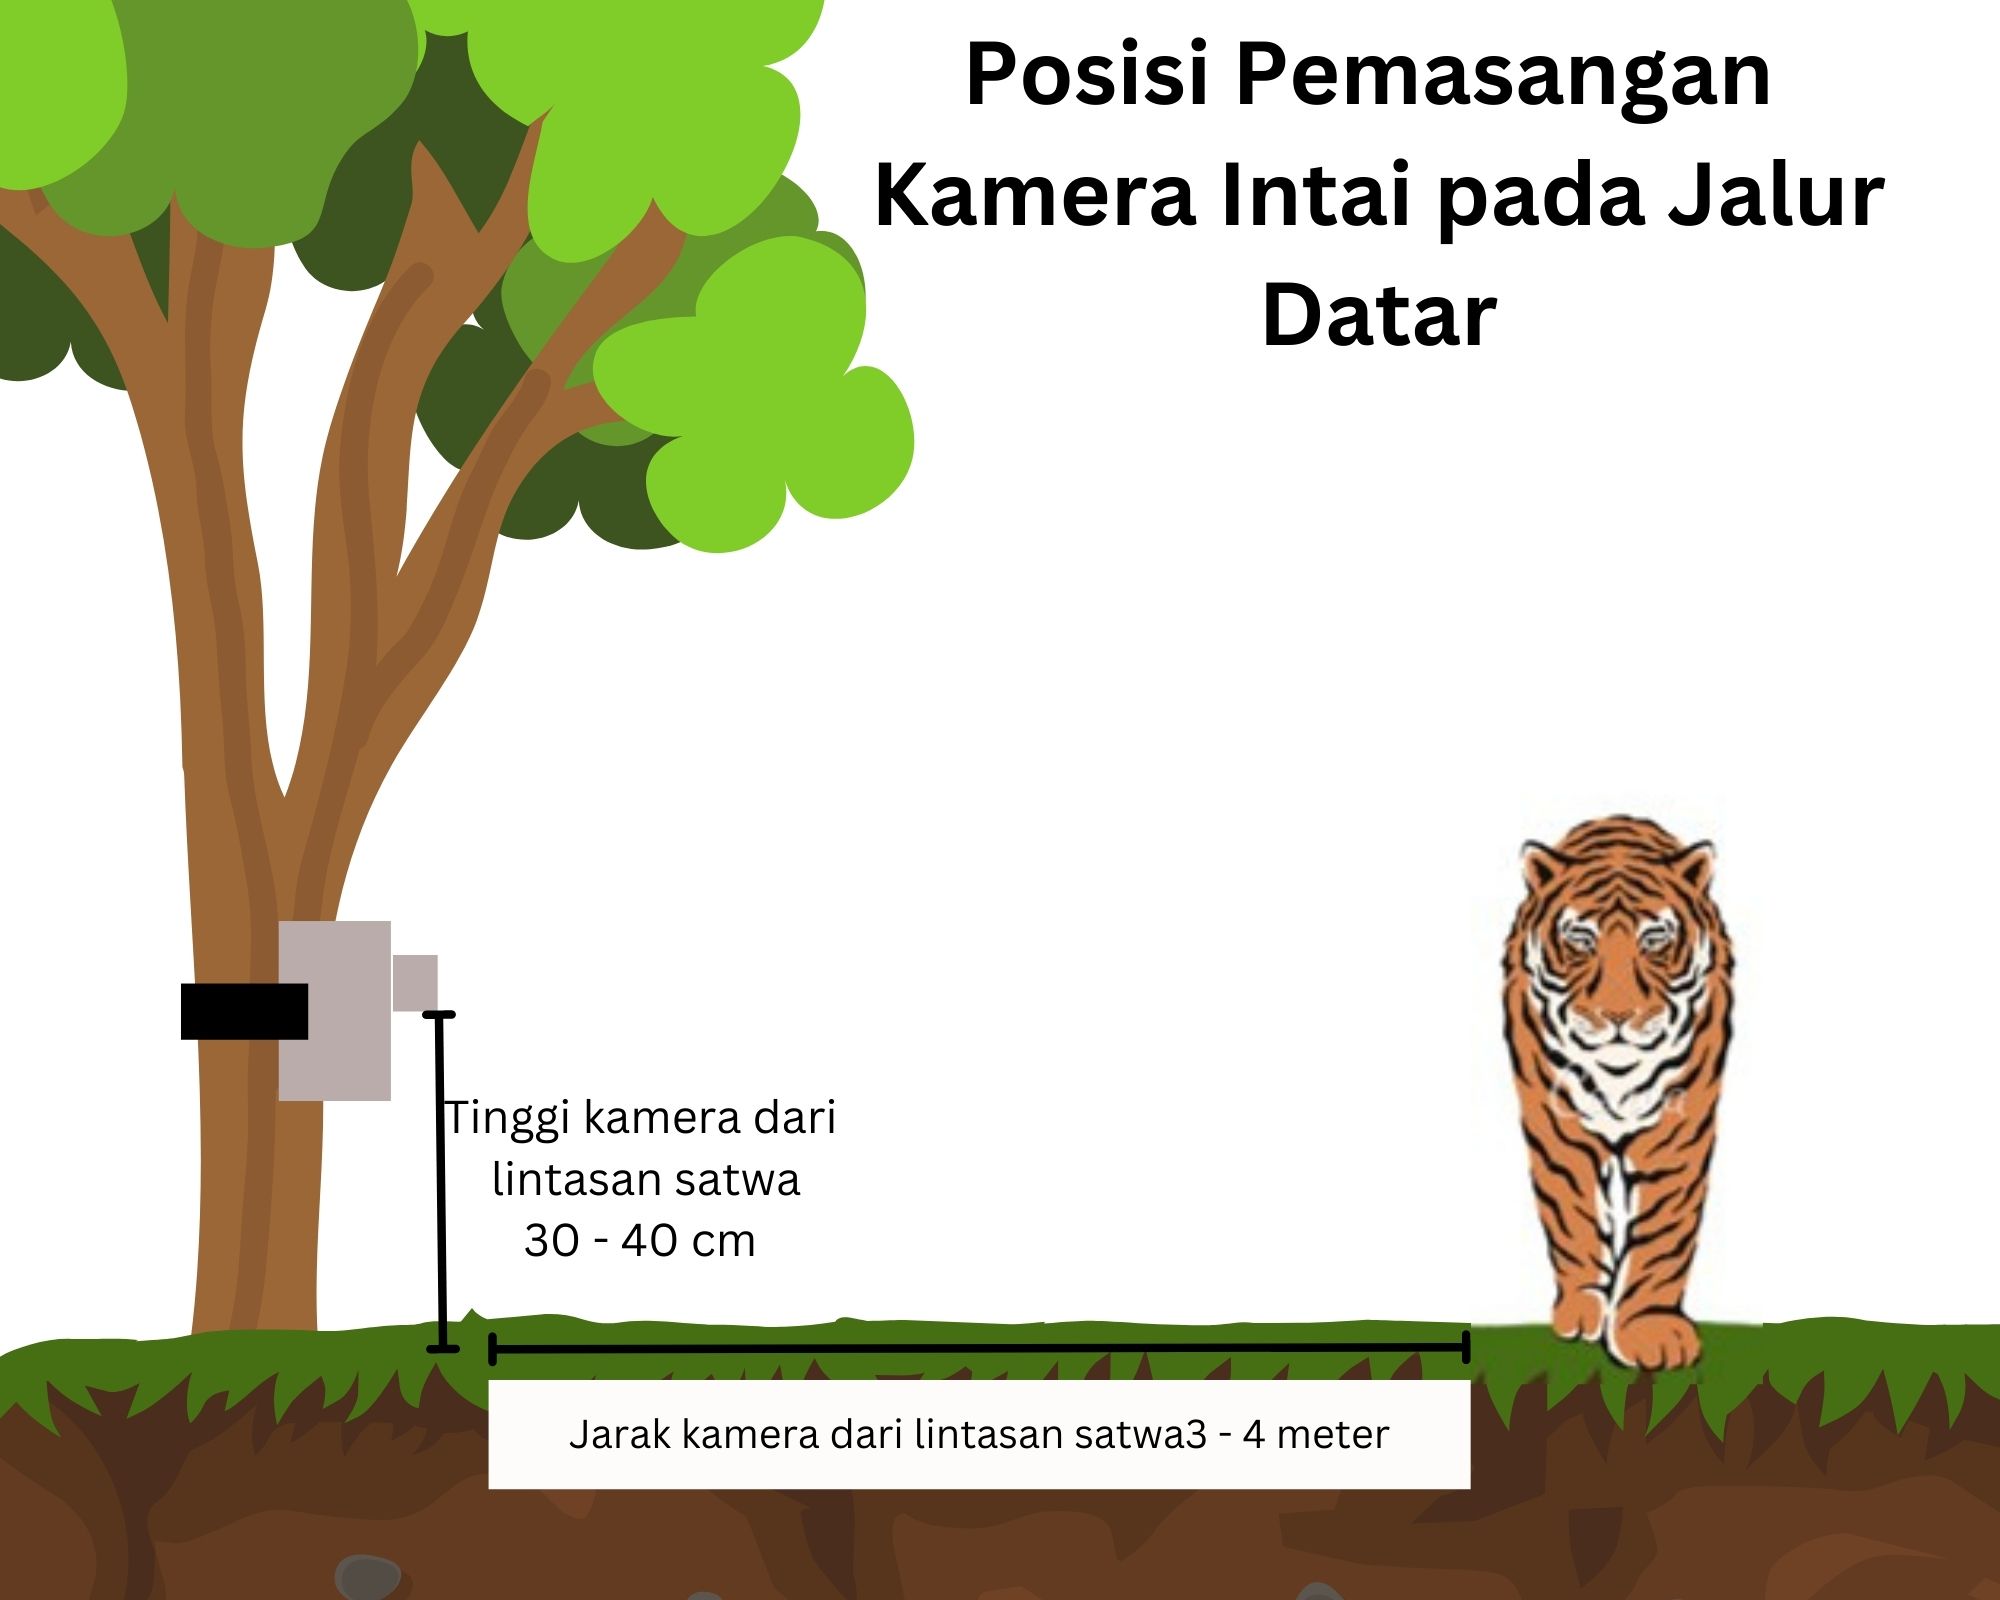 Posisi Pemasangan
Kamera Intai pada Jalur
Datar
Tinggi kamera dari
lintasan satwa
30 - 40 cm
Jarak kamera dari lintasan satwa3 - 4 meter